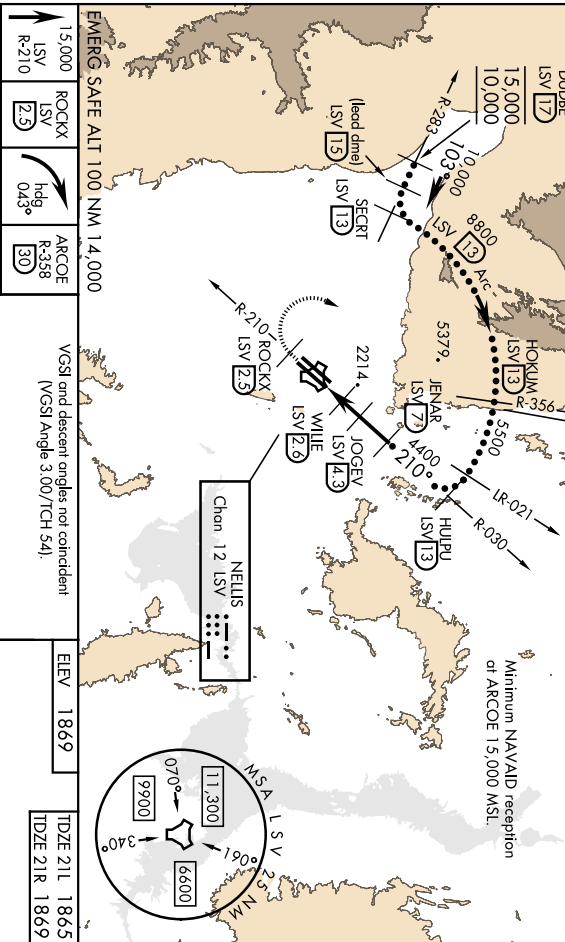 EMERG SAFE ALT 100 NM 14,000
LSV 17
15,000
10,000
R-283
10,000
103°
(lead dme)
LSV 15
SECRT
LSV 13
8800
LSV 13 Arc
HOKUM
LSV 13
R-356
5500
LR-021
R-030
HULPU
LSV 13
5379
JENAR
LSV 7
4400
210°
2214
JOGEV
LSV 4.3
WILIE
LSV 2.6
R-210
ROCKX
LSV 2.5
NELLIS
Chan 12 LSV
Minimum NAVAID reception
at ARCOE 15,000 MSL.
MSA LSV 25 NM
11,300
070°
9900
340°
6600
190°
15,000
LSV
R-210
ROCKX
LSV
2.5
hdg
043°
ARCOE
R-358
30
VGSI and descent angles not coincident
(VGSI Angle 3.00/TCH 54).
ELEV 1869
TDZE 21L 1865
TDZE 21R 1869